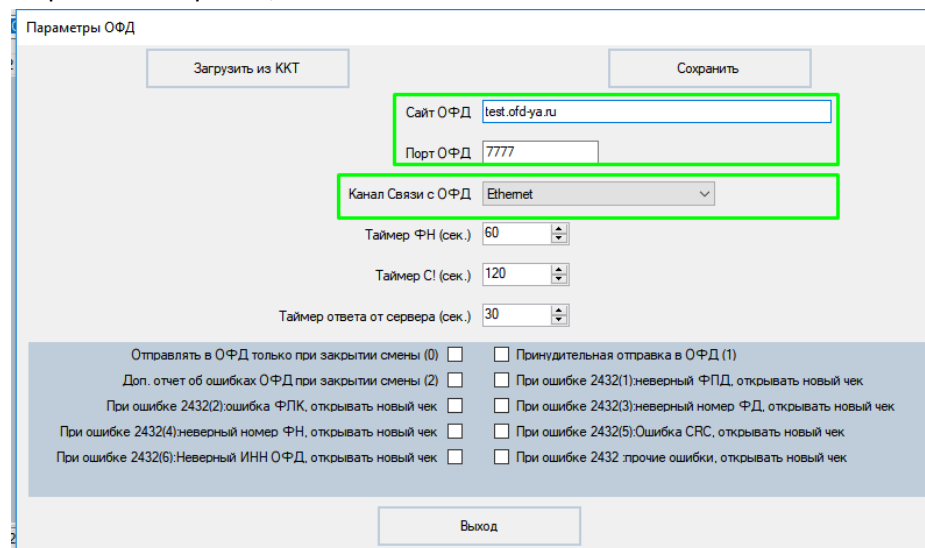 Параметры ОФД
Загрузить из ККТ
Сохранить
Сайт ОФД test.ofd-ya.ru
Порт ОФД 7777
Канал Связи с ОФД Ethernet
Таймер ФН (сек.) 60
Таймер С! (сек.) 120
Таймер ответа от сервера (сек.) 30
Отправлять в ОФД только при закрытии смены (0) Принудительная отправка в ОФД (1)
Доп. отчет об ошибках ОФД при закрытии смены (2) При ошибке 2432(1):неверный ФПД, открывать новый чек
При ошибке 2432(2):ошибка ФЛК, открывать новый чек При ошибке 2432(3):неверный номер ФД, открывать новый чек
При ошибке 2432(4):неверный номер ФН, открывать новый чек При ошибке 2432(5):Ошибка CRC, открывать новый чек
При ошибке 2432(6):Неверный ИНН ОФД, открывать новый чек При ошибке 2432 :прочие ошибки, открывать новый чек
Выход